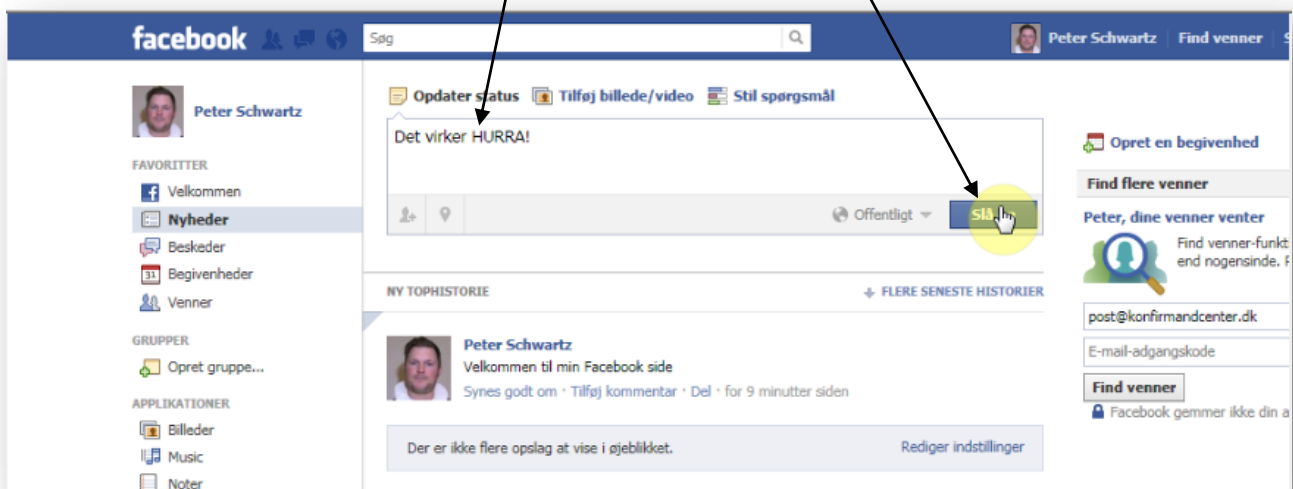 facebook
Søg
Peter Schwartz
Find venner
Peter Schwartz
FAVORITTER
Velkommen
Nyheder
31
Beskeder
Begivenheder
Venner
GRUPPER
Opret gruppe...
APPLIKATIONER
Billeder
Music
Noter
Opdater status
Tilføj billede/video
Stil spørgsmål
Det virker HURRA!
Offentligt
NY TOPHISTORIE
FLERE SENESTE HISTORIER
Peter Schwartz
Velkommen til min Facebook side
Synes godt om · Tilføj kommentar · Del · for 9 minutter siden
Der er ikke flere opslag at vise i øjeblikket.
Rediger indstillinger
Opret en begivenhed
Find flere venner
Peter, dine venner venter
Find venner-funkt
end nogensinde.
post@konfirmandcenter.dk
E-mail-adgangskode
Find venner
Facebook gemmer ikke din a